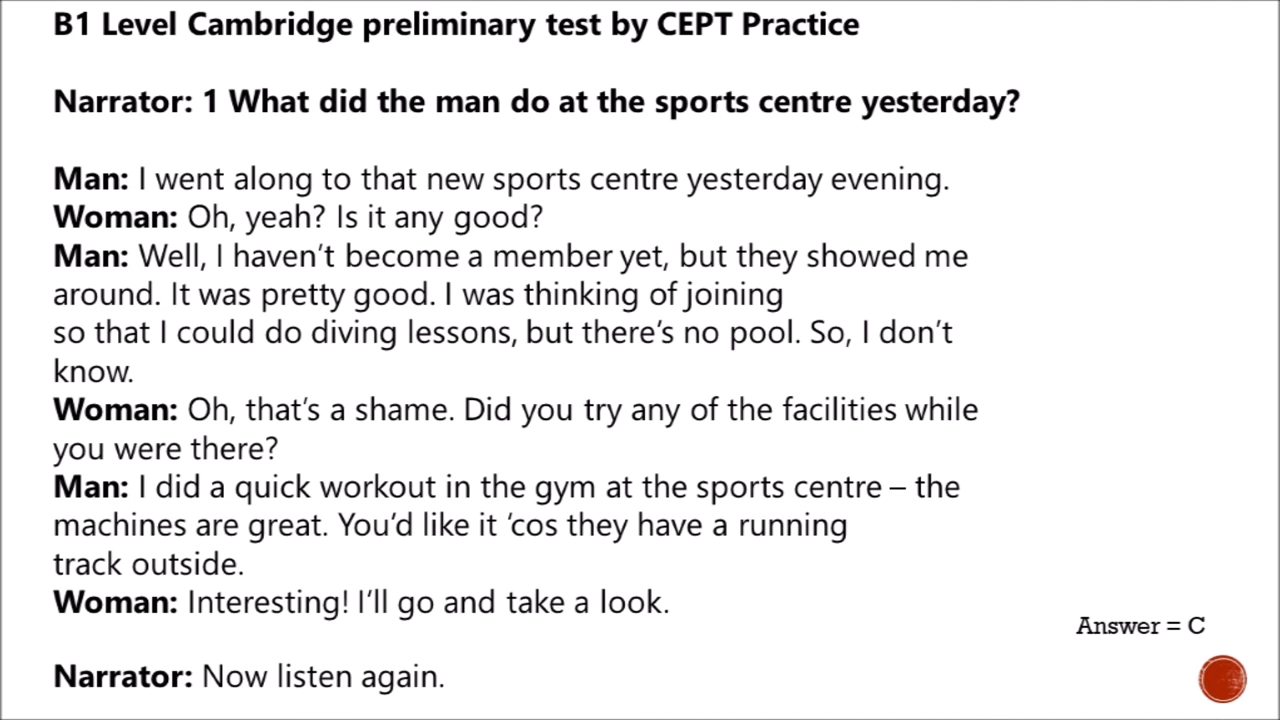 B1 Level Cambridge preliminary test by CEPT Practice
Narrator: 1 What did the man do at the sports centre yesterday?
Man: I went along to that new sports centre yesterday evening.
Woman: Oh, yeah? Is it any good?
Man: Well, I haven’t become a member yet, but they showed me
around. It was pretty good. I was thinking of joining
so that I could do diving lessons, but there’s no pool. So, I don’t
know.
Woman: Oh, that’s a shame. Did you try any of the facilities while
you were there?
Man: I did a quick workout in the gym at the sports centre – the
machines are great. You’d like it ‘cos they have a running
track outside.
Woman: Interesting! I’ll go and take a look.
Answer = C
Narrator: Now listen again.